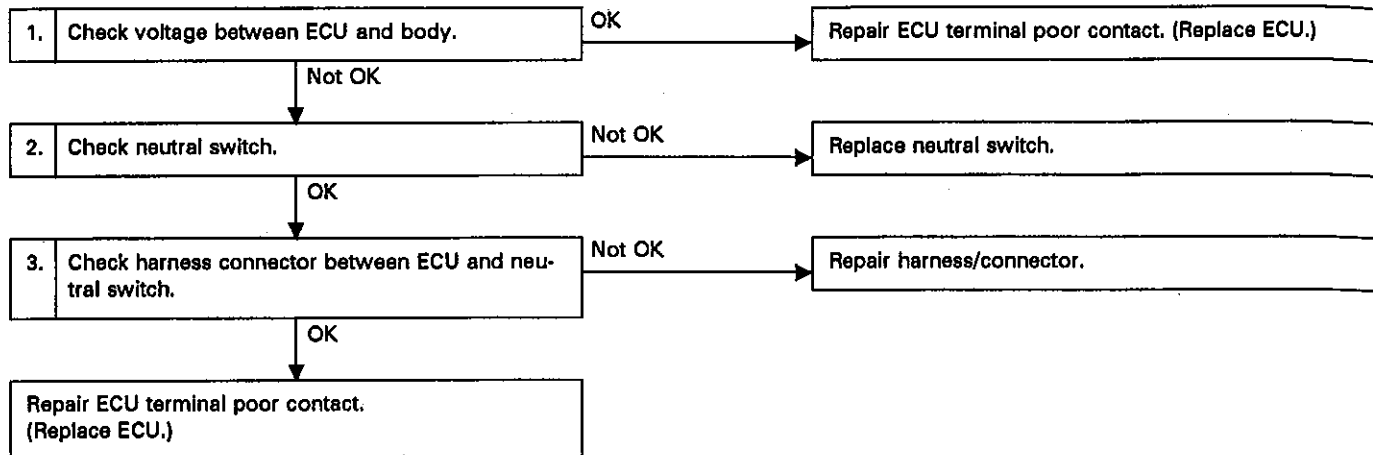 1. Check voltage between ECU and body.
OK
Repair ECU terminal poor contact. (Replace ECU.)
Not OK
2. Check neutral switch.
Not OK
Replace neutral switch.
OK
3. Check harness connector between ECU and neu-
tral switch.
Not OK
Repair harness/connector.
OK
Repair ECU terminal poor contact.
(Replace ECU.)